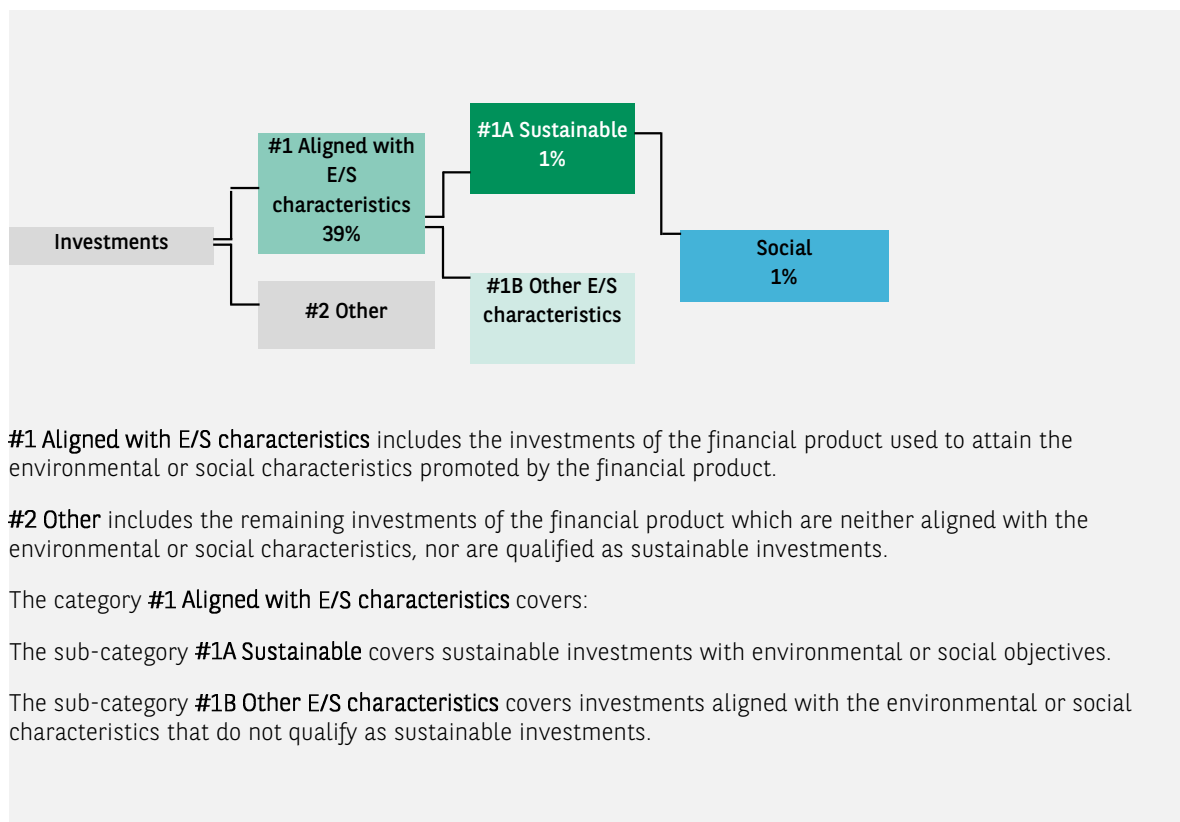 #1A Sustainable
1%
#1 Aligned with
E/S
characteristics
39%
Investments
Social
1%
#1B Other E/S
characteristics
#2 Other
#1 Aligned with E/S characteristics includes the investments of the financial product used to attain the
environmental or social characteristics promoted by the financial product.
#2 Other includes the remaining investments of the financial product which are neither aligned with the
environmental or social characteristics, nor are qualified as sustainable investments.
The category #1 Aligned with E/S characteristics covers:
The sub-category #1A Sustainable covers sustainable investments with environmental or social objectives.
The sub-category #1B Other E/S characteristics covers investments aligned with the environmental or social
characteristics that do not qualify as sustainable investments.